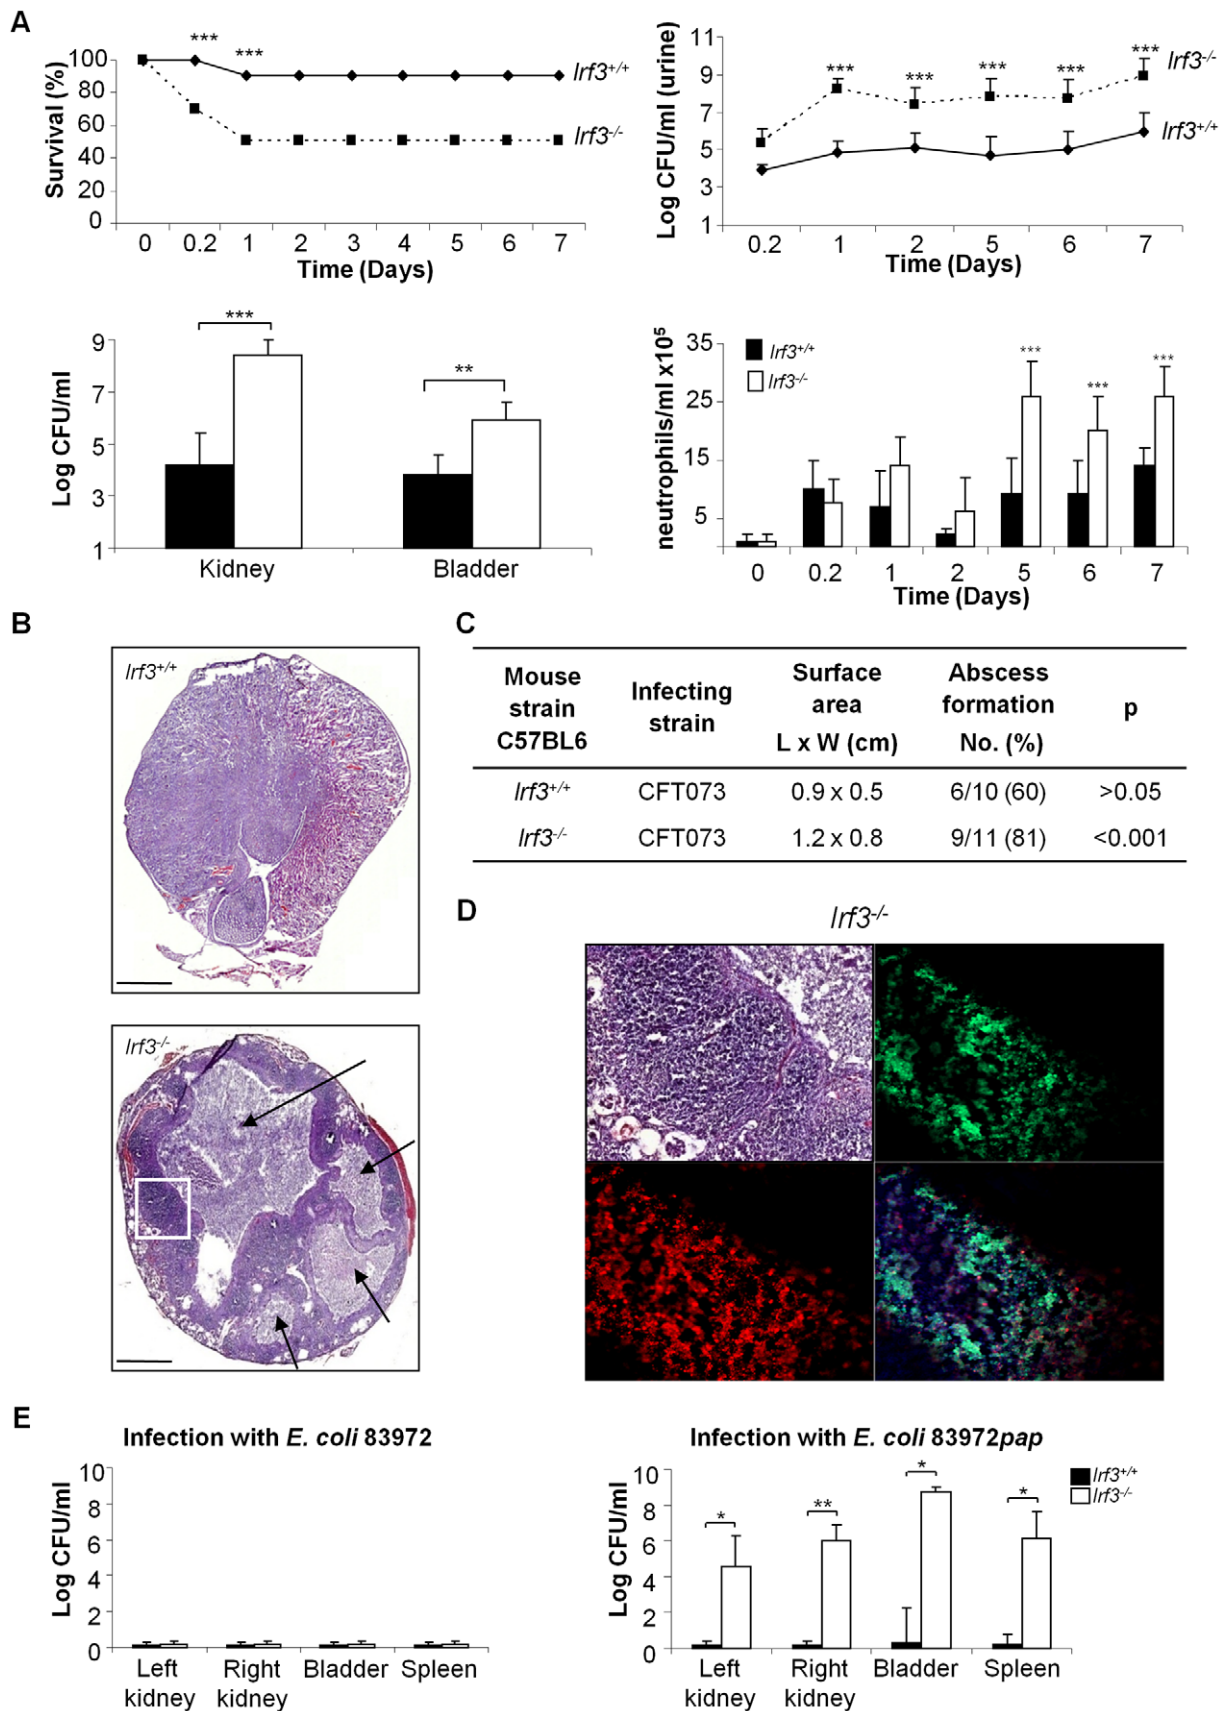 A
Survival (%)
100
80
60
40
20
0
*** ***
Irf3+/+
Irf3-/-
0 0.2 1 2 3 4 5 6 7
Time (Days)
Log CFU/ml (urine)
11
9
7
5
3
1
*** *** *** *** ***
Irf3-/-
Irf3+/+
0.2 1 2 5 6 7
Time (Days)
Log CFU/ml
9
7
5
3
1
***
**
Kidney Bladder
neutrophils/ml x10⁵
35
25
15
5
Irf3+/+
Irf3-/-
*** *** ***
0 0.2 1 2 5 6 7
Time (Days)
B
Irf3+/+
Irf3-/-
C
Mouse strain C57BL6 Infecting strain Surface area L x W (cm) Abscess formation No. (%) p
Irf3+/+ CFT073 0.9 x 0.5 6/10 (60) >0.05
Irf3-/- CFT073 1.2 x 0.8 9/11 (81) <0.001
D
Irf3-/-
E
Infection with E. coli 83972
Log CFU/ml
10
8
6
4
2
0
Left kidney Right kidney Bladder Spleen
Infection with E. coli 83972pap
Log CFU/ml
10
8
6
4
2
0
* ** * *
Irf3+/+
Irf3-/-
Left kidney Right kidney Bladder Spleen